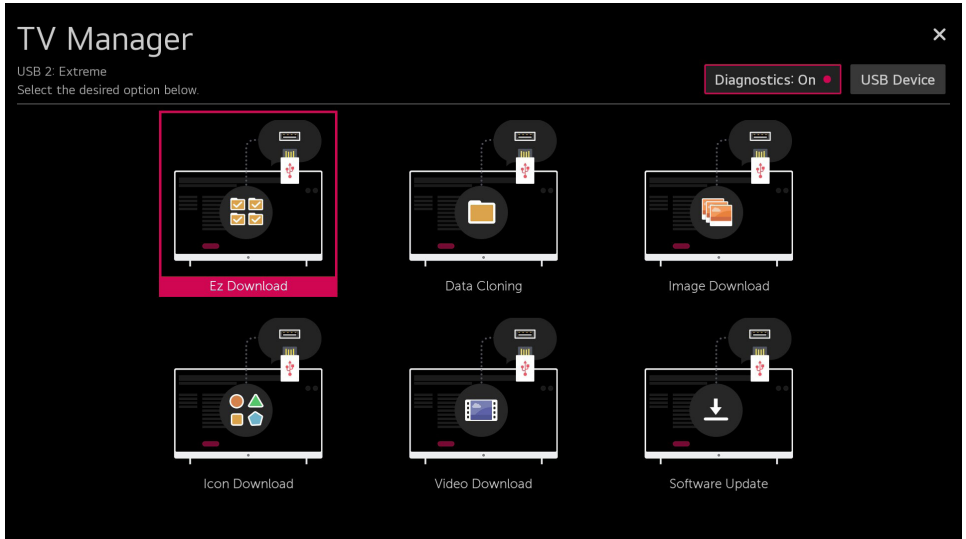 TV Manager
×
USB 2: Extreme
Select the desired option below.
Diagnostics: On
USB Device
Ez Download
Data Cloning
Image Download
Icon Download
Video Download
Software Update